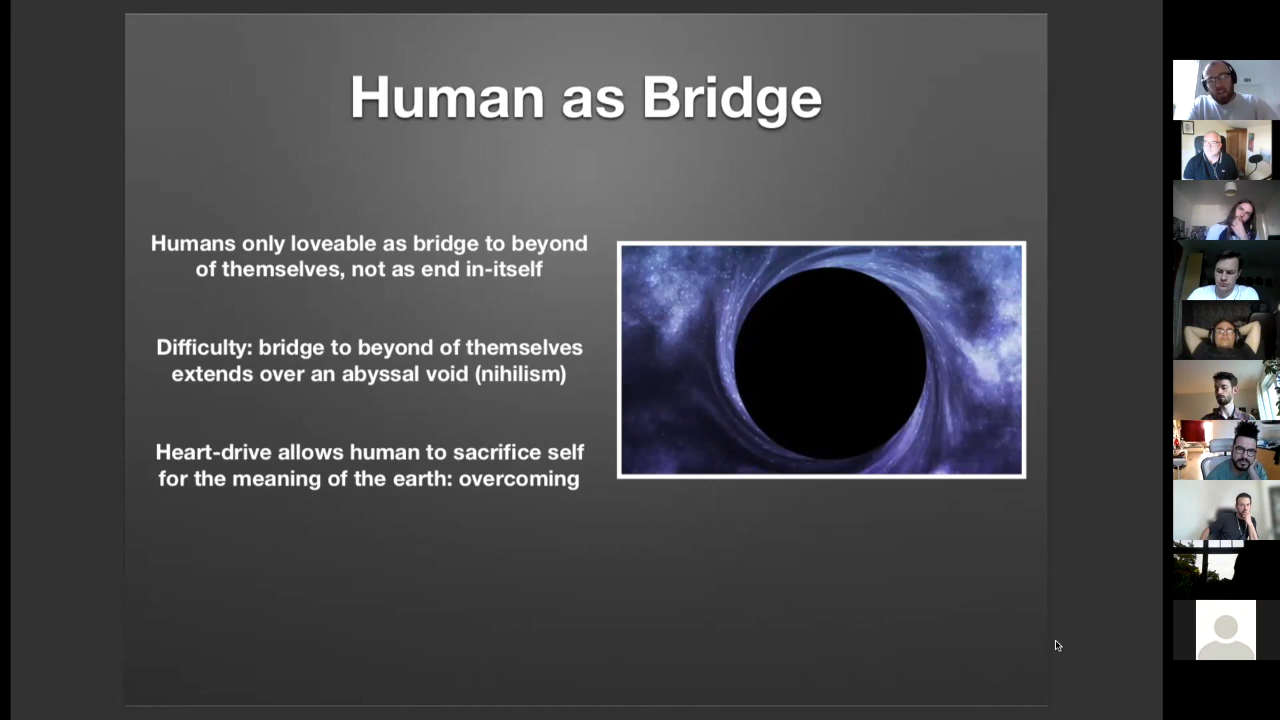 Human as Bridge
Humans only loveable as bridge to beyond
of themselves, not as end in-itself
Difficulty: bridge to beyond of themselves
extends over an abyssal void (nihilism)
Heart-drive allows human to sacrifice self
for the meaning of the earth: overcoming